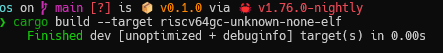 os on main [?] is v0.1.0 via v1.76.0-nightly
> cargo build --target riscv64gc-unknown-none-elf
Finished dev [unoptimized + debuginfo] target(s) in 0.00s